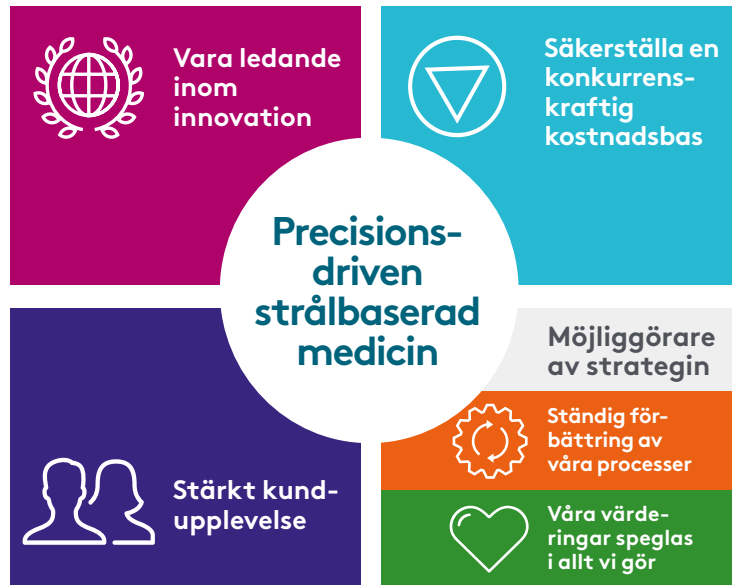 Vara ledande
inom
innovation
Säkerställa en
konkurrens-
kraftig
kostnadsbas
Precisions-
driven
strålbaserad
medicin
Stärkt kund-
upplevelse
Möjliggörare
av strategin
Ständig för-
bättring av
våra processer
Våra värde-
ringar speglas
i allt vi gör